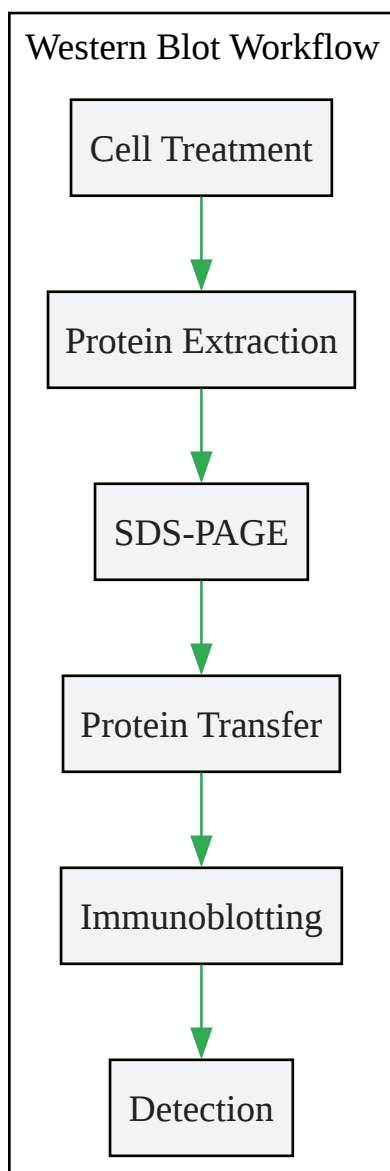 Western Blot Workflow
Cell Treatment
Protein Extraction
SDS-PAGE
Protein Transfer
Immunoblotting
Detection